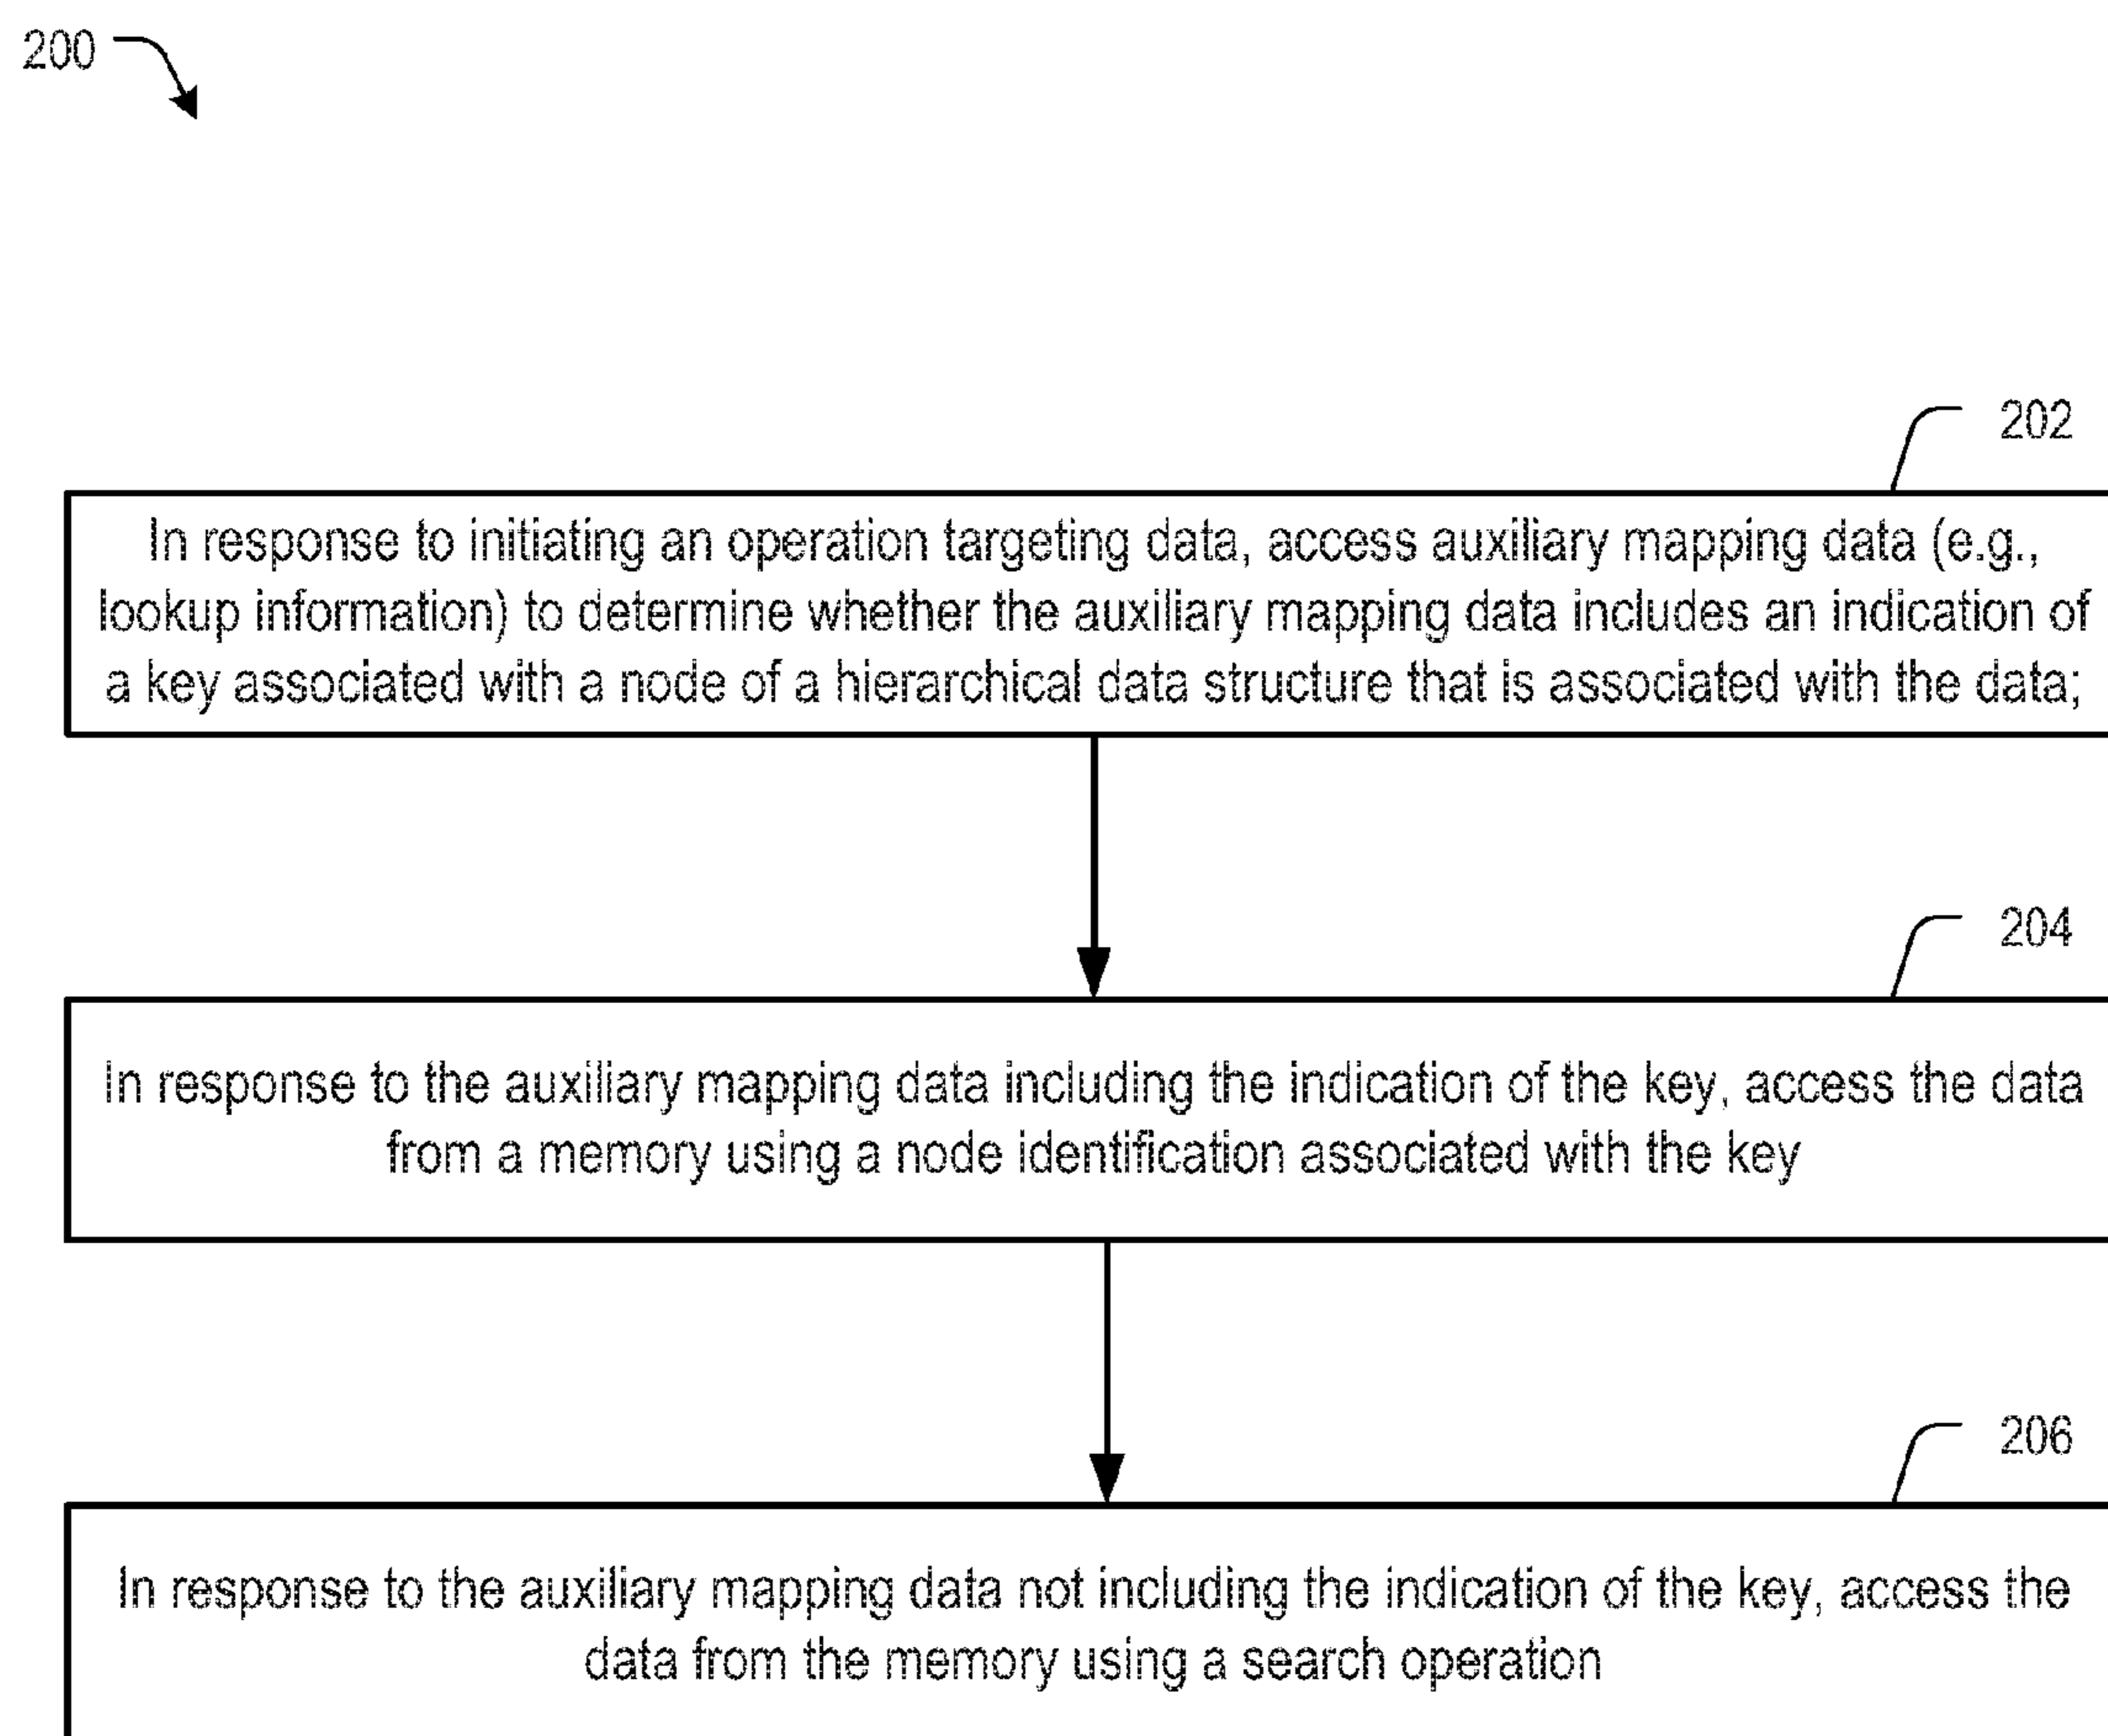 200
202
In response to initiating an operation targeting data, access auxiliary mapping data (e.g.,
lookup information) to determine whether the auxiliary mapping data includes an indication of
a key associated with a node of a hierarchical data structure that is associated with the data;
204
In response to the auxiliary mapping data including the indication of the key, access the data
from a memory using a node identification associated with the key
206
In response to the auxiliary mapping data not including the indication of the key, access the
data from the memory using a search operation